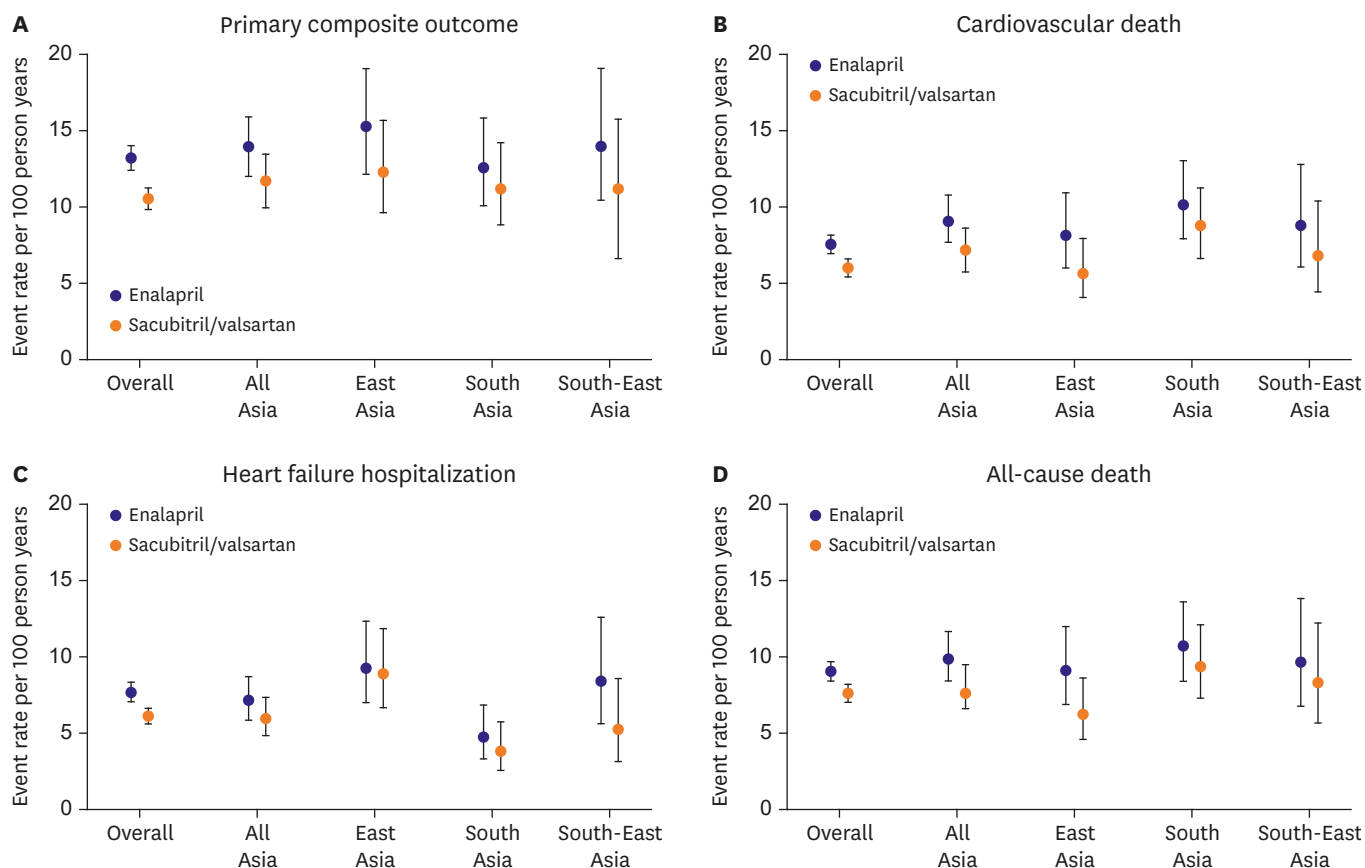 A Primary composite outcome
Event rate per 100 person years
20
15
10
5
0
Enalapril
Sacubitril/valsartan
Overall
All
Asia
East
Asia
South
Asia
South-East
Asia
B Cardiovascular death
Event rate per 100 person years
20
15
10
5
0
Enalapril
Sacubitril/valsartan
Overall
All
Asia
East
Asia
South
Asia
South-East
Asia
C Heart failure hospitalization
Event rate per 100 person years
20
15
10
5
0
Enalapril
Sacubitril/valsartan
Overall
All
Asia
East
Asia
South
Asia
South-East
Asia
D All-cause death
Event rate per 100 person years
20
15
10
5
0
Enalapril
Sacubitril/valsartan
Overall
All
Asia
East
Asia
South
Asia
South-East
Asia